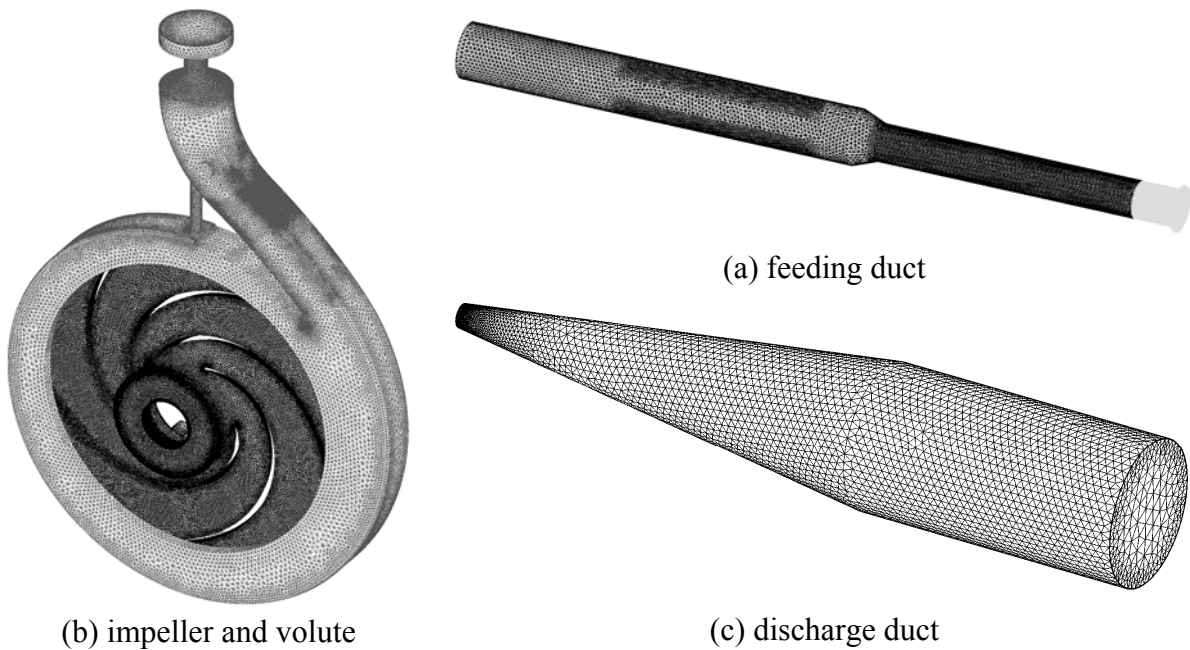 (a) feeding duct
(b) impeller and volute
(c) discharge duct